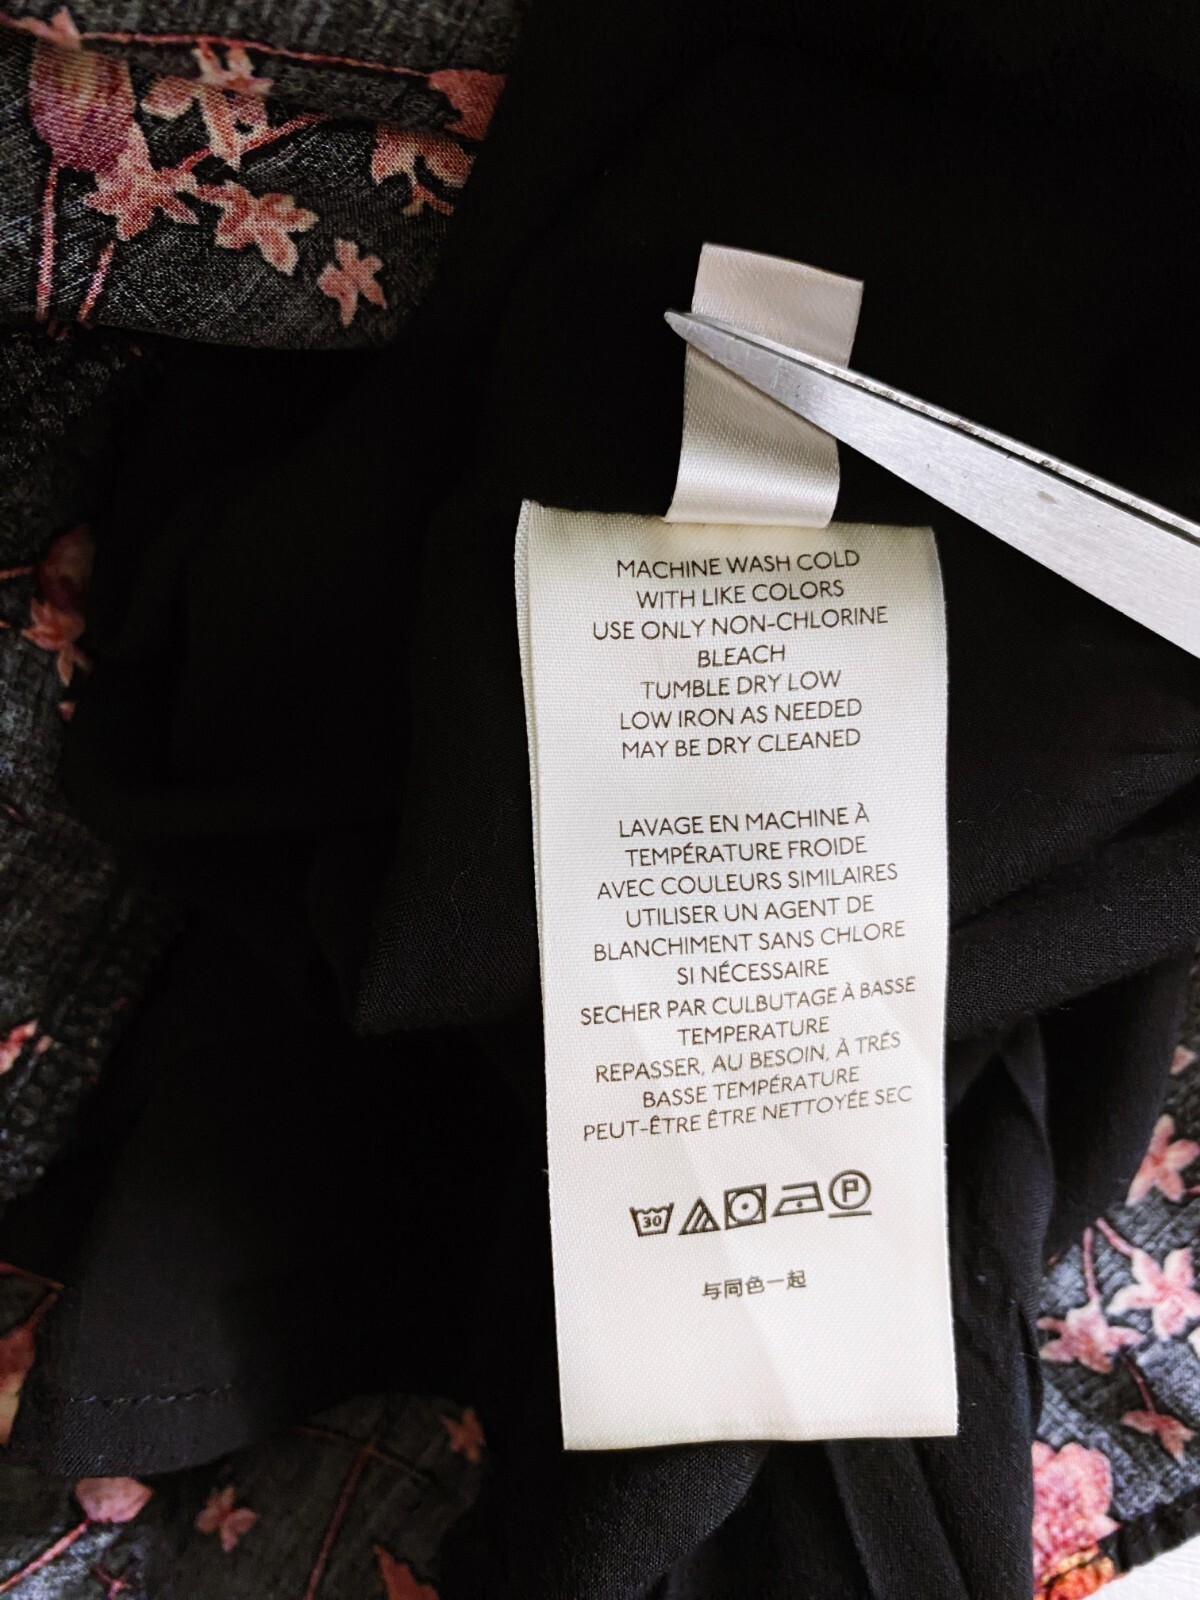 MACHINE WASH COLD
WITH LIKE COLORS
USE ONLY NON-CHLORINE
BLEACH
TUMBLE DRY LOW
LOW IRON AS NEEDED
MAY BE DRY CLEANED
LAVAGE EN MACHINE À
TEMPÉRATURE FROIDE
AVEC COULEURS SIMILAIRES
UTILISER UN AGENT DE
BLANCHIMENT SANS CHLORE
SI NÉCESSAIRE
SECHER PAR CULBUTAGE À BASSE
TEMPERATURE
REPASSER, AU BESOIN, À TRÉS
BASSE TEMPÉRATURE
PEUT-ÊTRE ÊTRE NETTOYÉE SEC
30 P
与同色一起